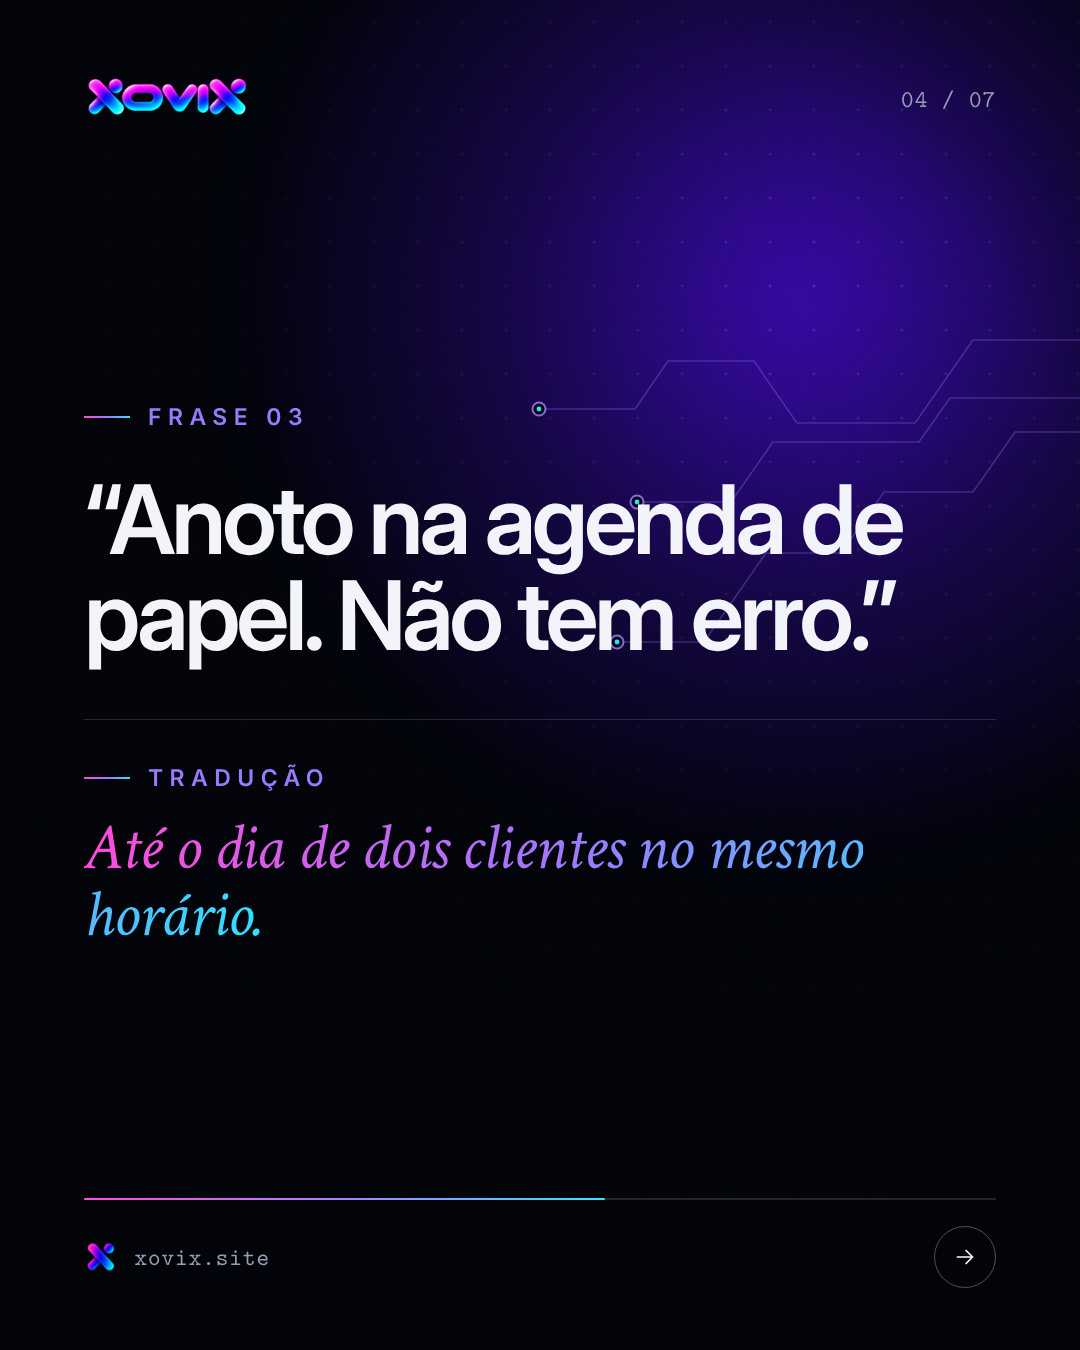 XOVIX
04 / 07
FRASE 03
“Anoto na agenda de
papel. Não tem erro.”
TRADUÇÃO
Até o dia de dois clientes no mesmo
horário.
xovix.site